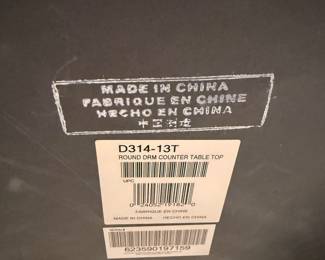 MADE IN CHINA
FABRIQUE EN CHINE
HECHO EN CHINA
中国制造
D314-13T
ROUND DRM COUNTER TABLE TOP
UPC
FABRIQUE EN CHINE
MADE IN CHINA HECHO EN CHINA
623590197159